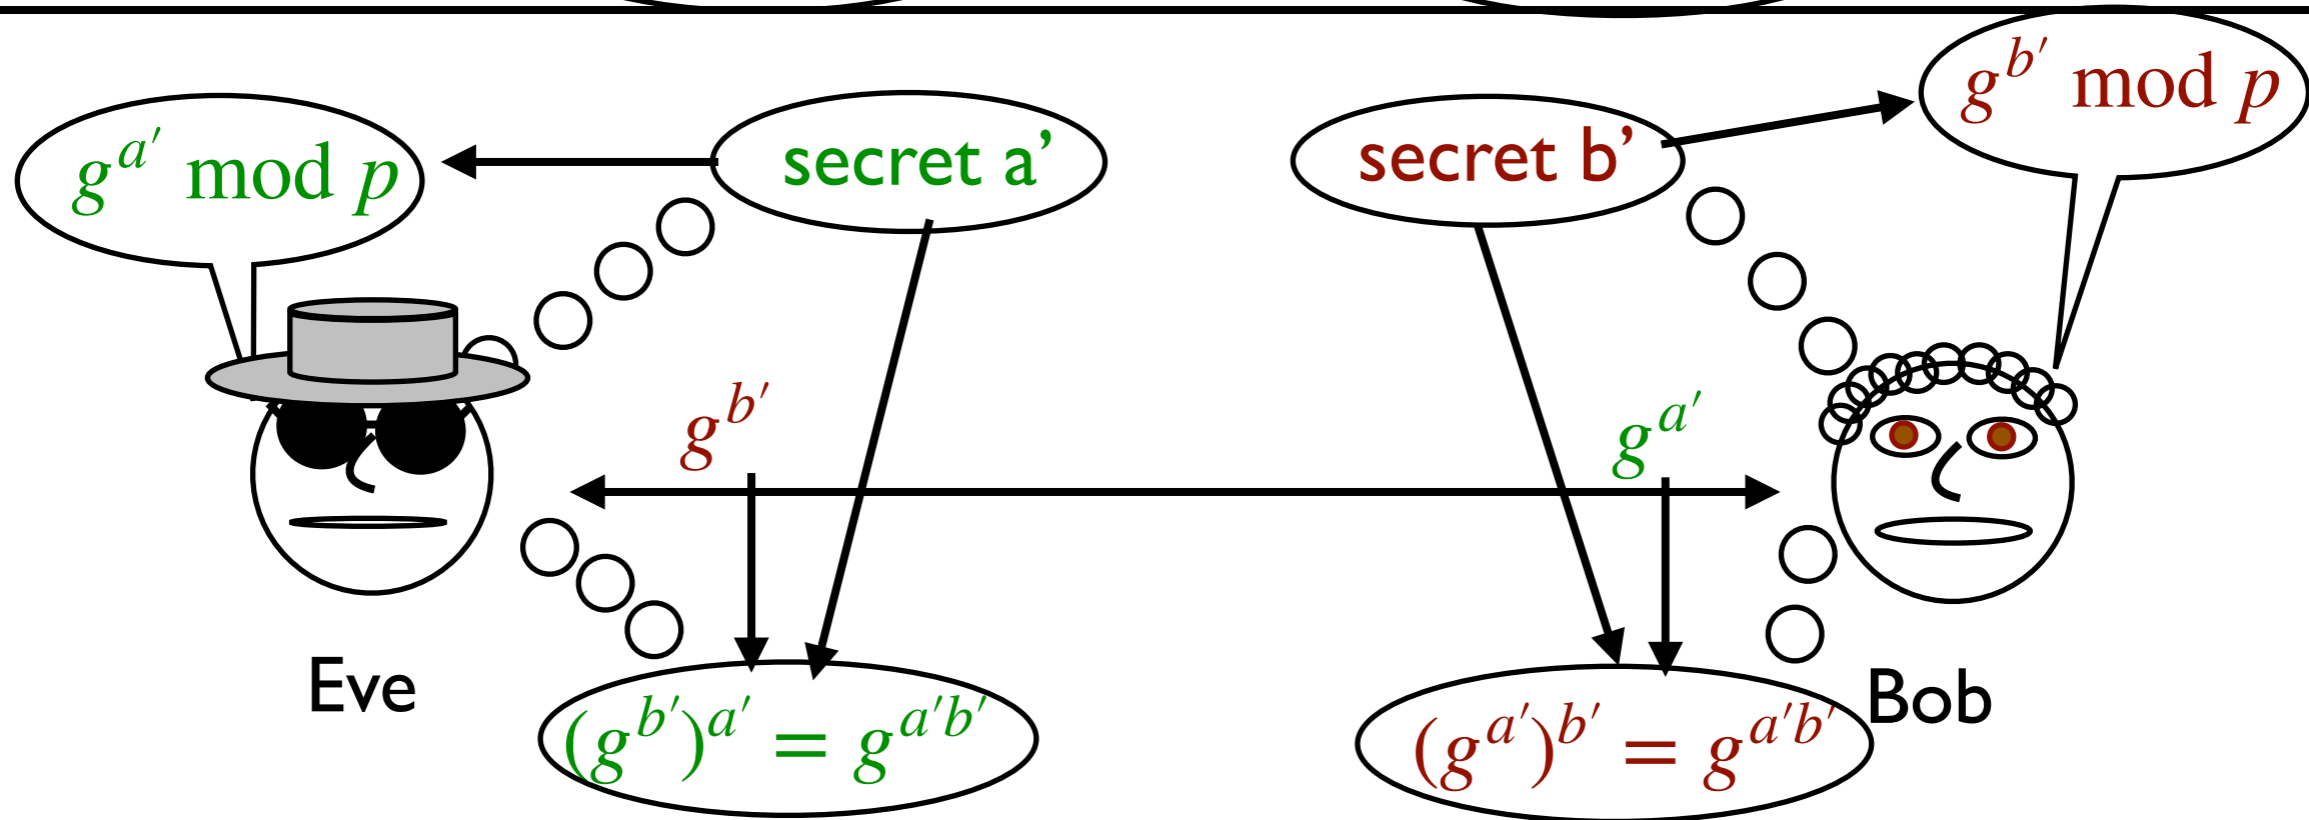 g^{b′} mod p
g^{a′} mod p
secret a’
secret b’
g^{b′}
g^{a′}
Eve
Bob
(g^{b′})^{a′} = g^{a′b′}
(g^{a′})^{b′} = g^{a′b′}